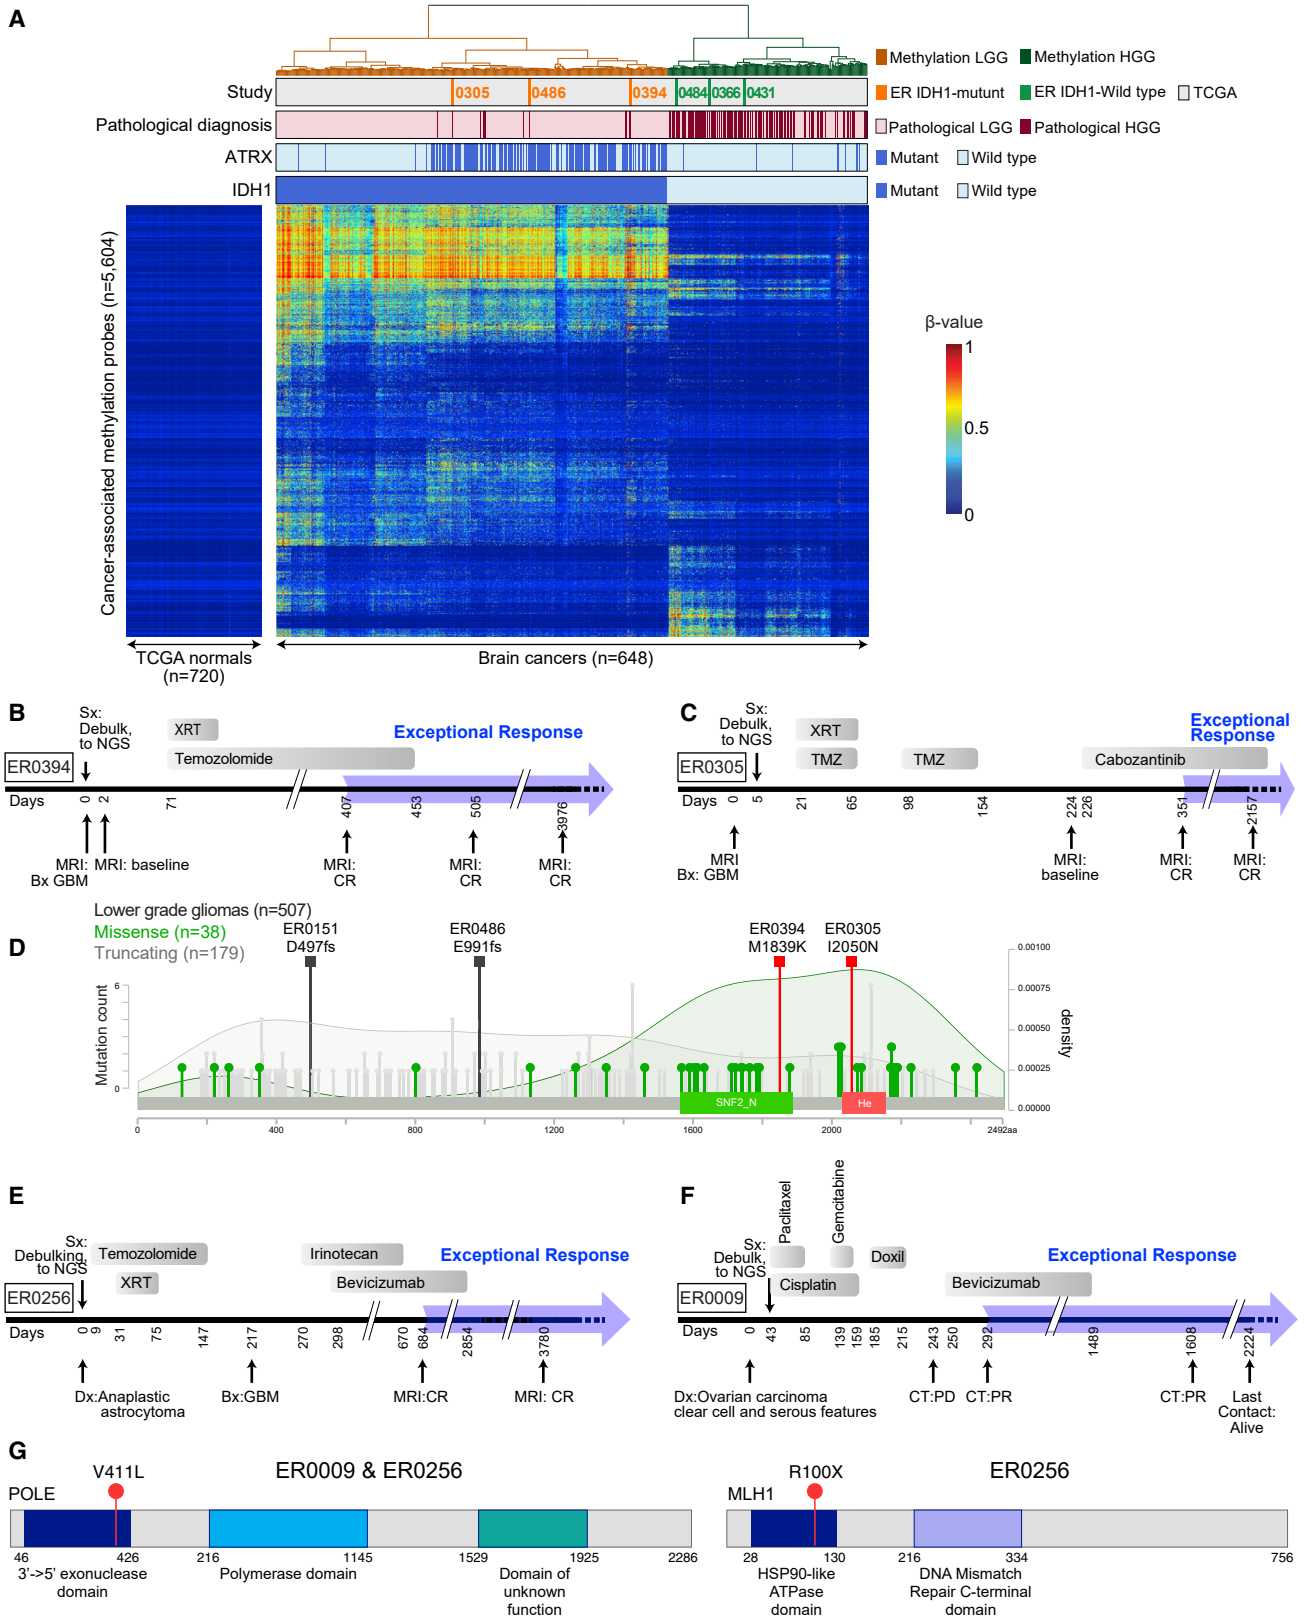 A
Methylation LGG
Methylation HGG
Study
0305
0486
0394
0484
0366
0431
ER IDH1-mutant
ER IDH1-Wild type
TCGA
Pathological diagnosis
Pathological LGG
Pathological HGG
ATRX
Mutant
Wild type
IDH1
Mutant
Wild type
Cancer-associated methylation probes (n=5,604)
β-value
1
0.5
0
TCGA normals
(n=720)
Brain cancers (n=648)
B
Sx:
Debulk,
to NGS
XRT
Temozolomide
Exceptional Response
ER0394
Days
0
2
71
407
453
505
3976
MRI:
Bx GBM
MRI: baseline
MRI:
CR
MRI:
CR
MRI:
CR
C
Sx:
Debulk,
to NGS
XRT
TMZ
TMZ
Cabozantinib
Exceptional
Response
ER0305
Days
0
5
21
65
98
154
224
226
351
2157
MRI
Bx: GBM
MRI:
baseline
MRI:
CR
MRI:
CR
D
Lower grade gliomas (n=507)
Missense (n=38)
Truncating (n=179)
ER0151
D497fs
ER0486
E991fs
ER0394
M1839K
ER0305
I2050N
Mutation count
6
0
0.00100
0.00075
0.00050
0.00025
0.00000
density
SNF2_N
He
0
400
800
1200
1600
2000
2492aa
E
Sx:
Debulking,
to NGS
Temozolomide
XRT
Irinotecan
Bevicizumab
Exceptional Response
ER0256
Days
0
9
31
75
147
217
270
298
670
684
2854
3780
Dx:Anaplastic
astrocytoma
Bx:GBM
MRI:CR
MRI: CR
F
Sx:
Debulk,
to NGS
Paclitaxel
Cisplatin
Gemcitabine
Doxil
Bevicizumab
Exceptional Response
ER0009
Days
0
43
85
139
159
185
215
243
250
292
1489
1608
2224
Dx:Ovarian carcinoma
clear cell and serous features
CT:PD
CT:PR
CT:PR
Last
Contact:
Alive
G
V411L
ER0009 & ER0256
POLE
46
426
216
1145
1529
1925
2286
3'->5' exonuclease
domain
Polymerase domain
Domain of
unknown
function
R100X
ER0256
MLH1
28
130
216
334
756
HSP90-like
ATPase
domain
DNA Mismatch
Repair C-terminal
domain